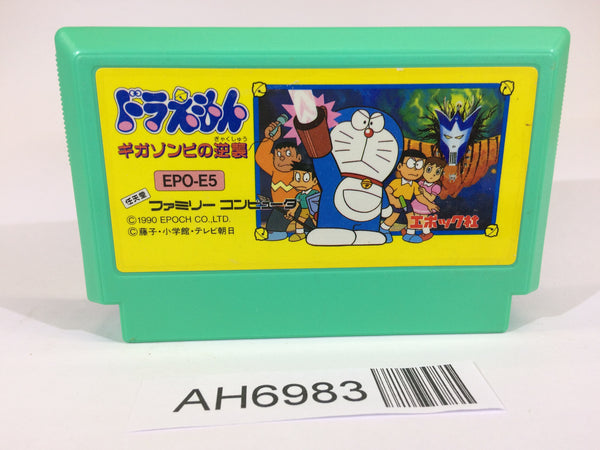 ドラえもん
ぎゃくしゅう
ギガゾンビの逆襲
EPO-E5
任天堂 ファミリー コンピュータ
©1990 EPOCH CO.,LTD.
©藤子・小学館・テレビ朝日
エポック社
AH6983